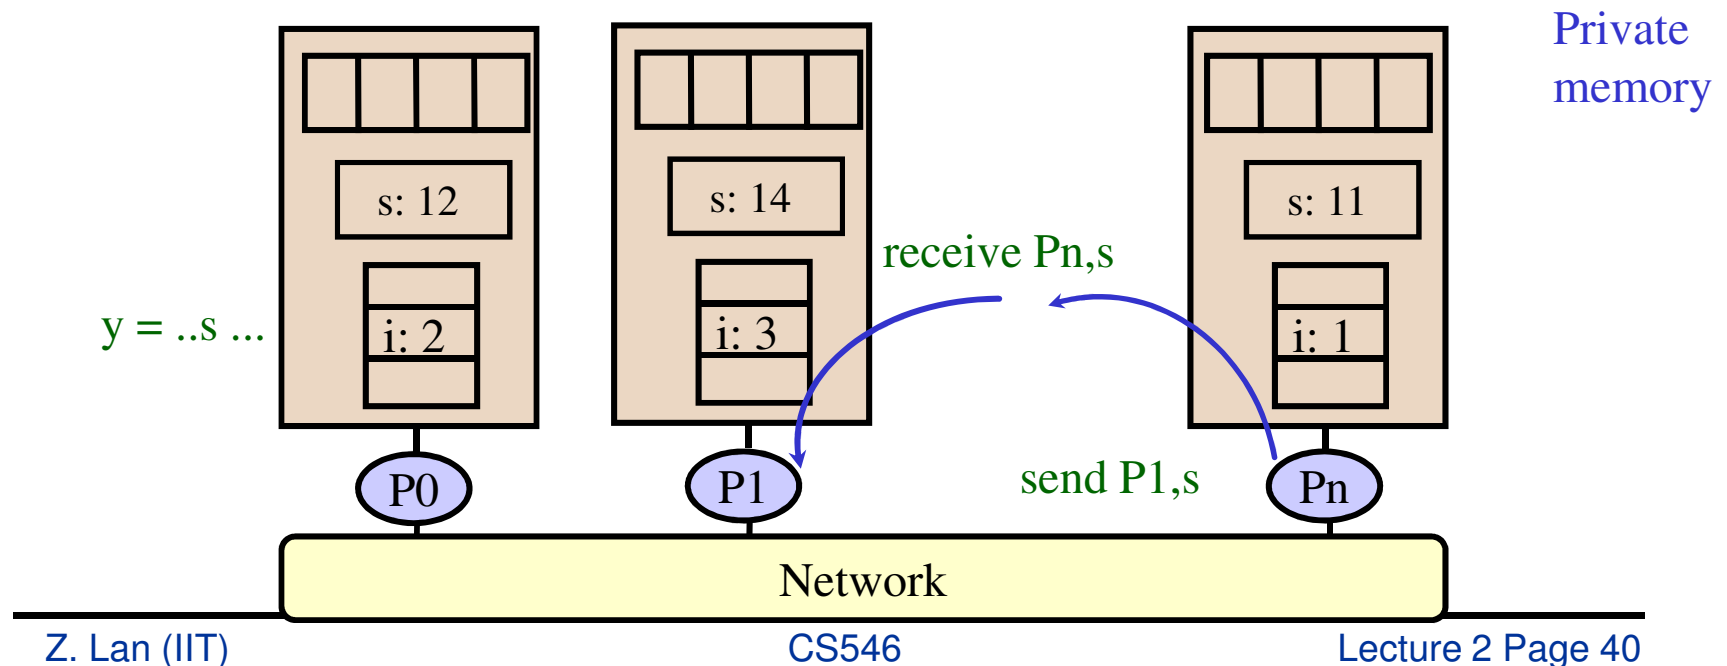 Private
memory
s: 12
s: 14
s: 11
receive Pn,s
y = ..s ...
i: 2
i: 3
i: 1
P0
P1
send P1,s
Pn
Network
Z. Lan (IIT)
CS546
Lecture 2 Page 40